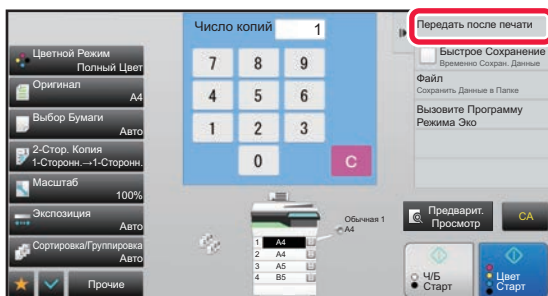 Число копий 1
Передать после печати
Быстрое Сохранение
Временно Сохран. Данные
Файл
Сохранить Данные в Папке
Вызовите Программу
Режима Эко
Цветной Режим
Полный Цвет
Оригинал
A4
Выбор Бумаги
Авто
2-Стор. Копия
1-Сторонн.→1-Сторонн.
Масштаб
100%
Экспозиция
Авто
Сортировка/Группировка
Авто
Прочие
7 8 9
4 5 6
1 2 3
0 C
Обычная 1
A4
1 A4
2 A4
3 A5
4 B5
Предварит.
Просмотр
CA
Ч/Б
Старт
Цвет
Старт